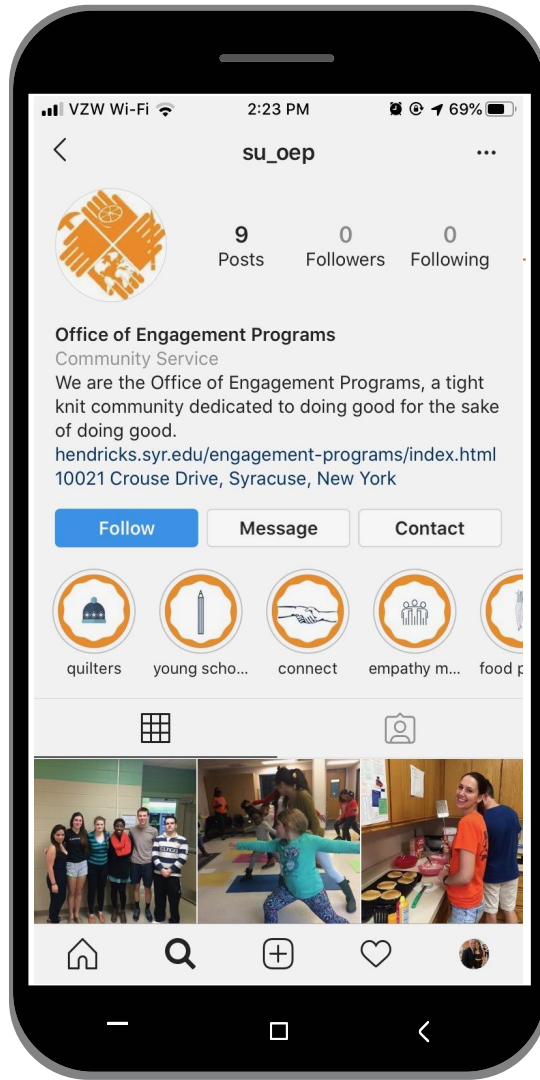 VZW Wi-Fi 2:23 PM 69%
su_oep
9 0 0
Posts Followers Following
Office of Engagement Programs
Community Service
We are the Office of Engagement Programs, a tight
knit community dedicated to doing good for the sake
of doing good.
hendricks.syr.edu/engagement-programs/index.html
10021 Crouse Drive, Syracuse, New York
Follow Message Contact
quilters young scho... connect empathy m... food p